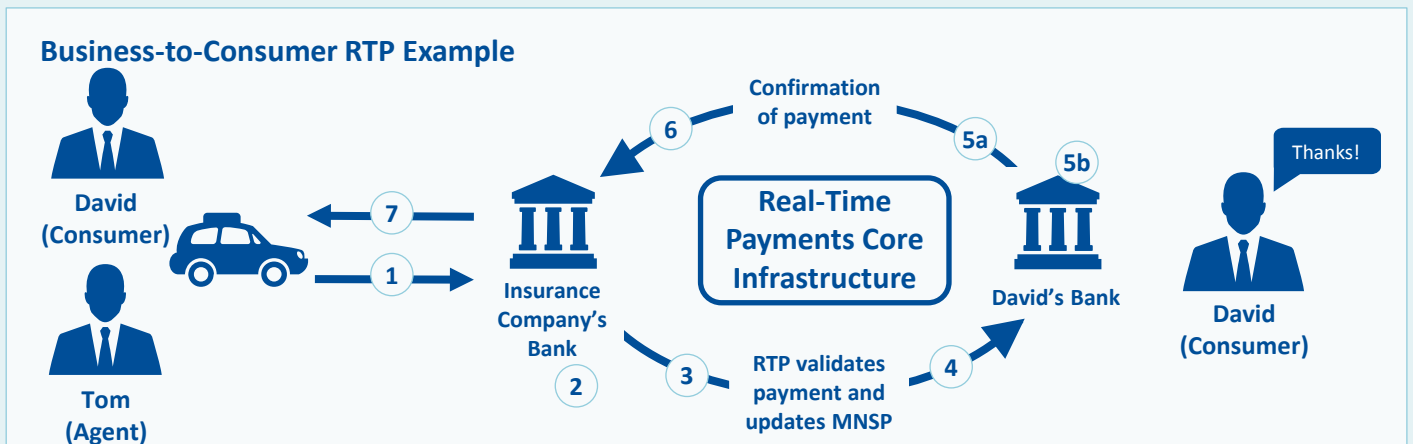 Business-to-Consumer RTP Example
David
(Consumer)
Tom
(Agent)
7
1
Insurance
Company's
Bank
2
6
Confirmation
of payment
5a
5b
Real-Time
Payments Core
Infrastructure
3
RTP validates
payment and
updates MNSP
4
David's Bank
Thanks!
David
(Consumer)